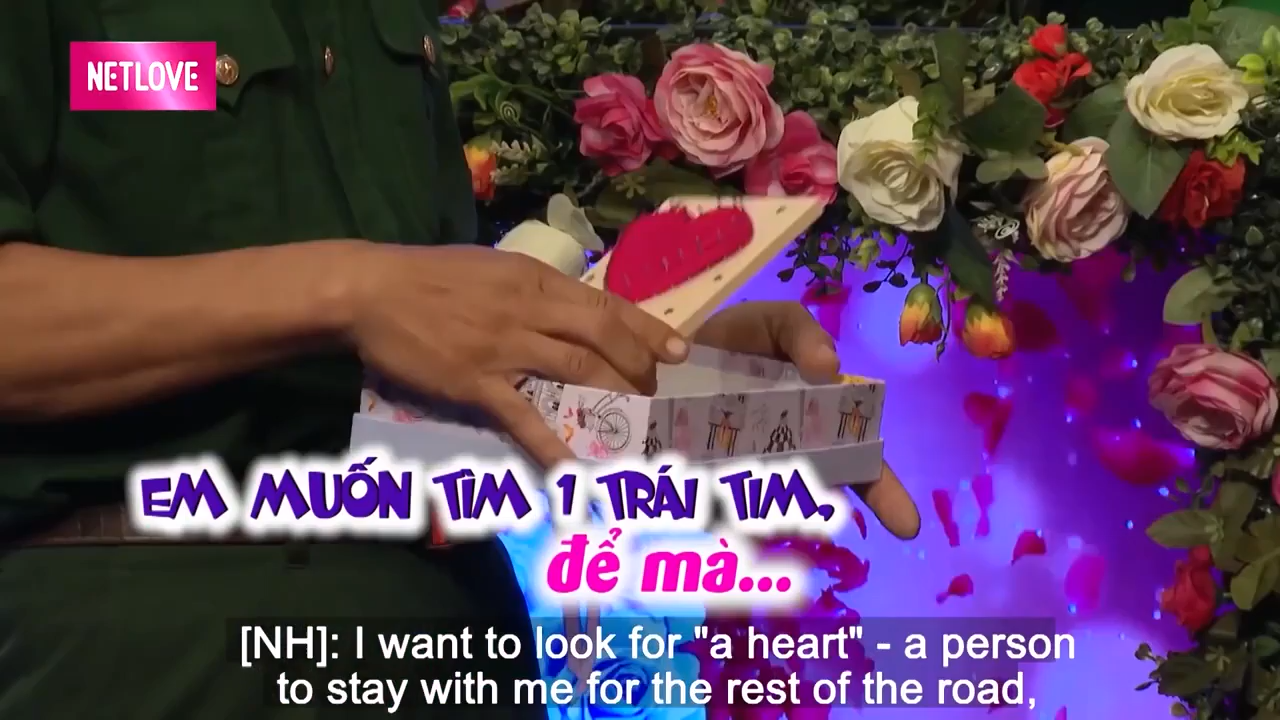 NETLOVE
EM MUỐN TÌM 1 TRÁI TIM,
để mà...
[NH]: I want to look for "a heart" - a person
to stay with me for the rest of the road,